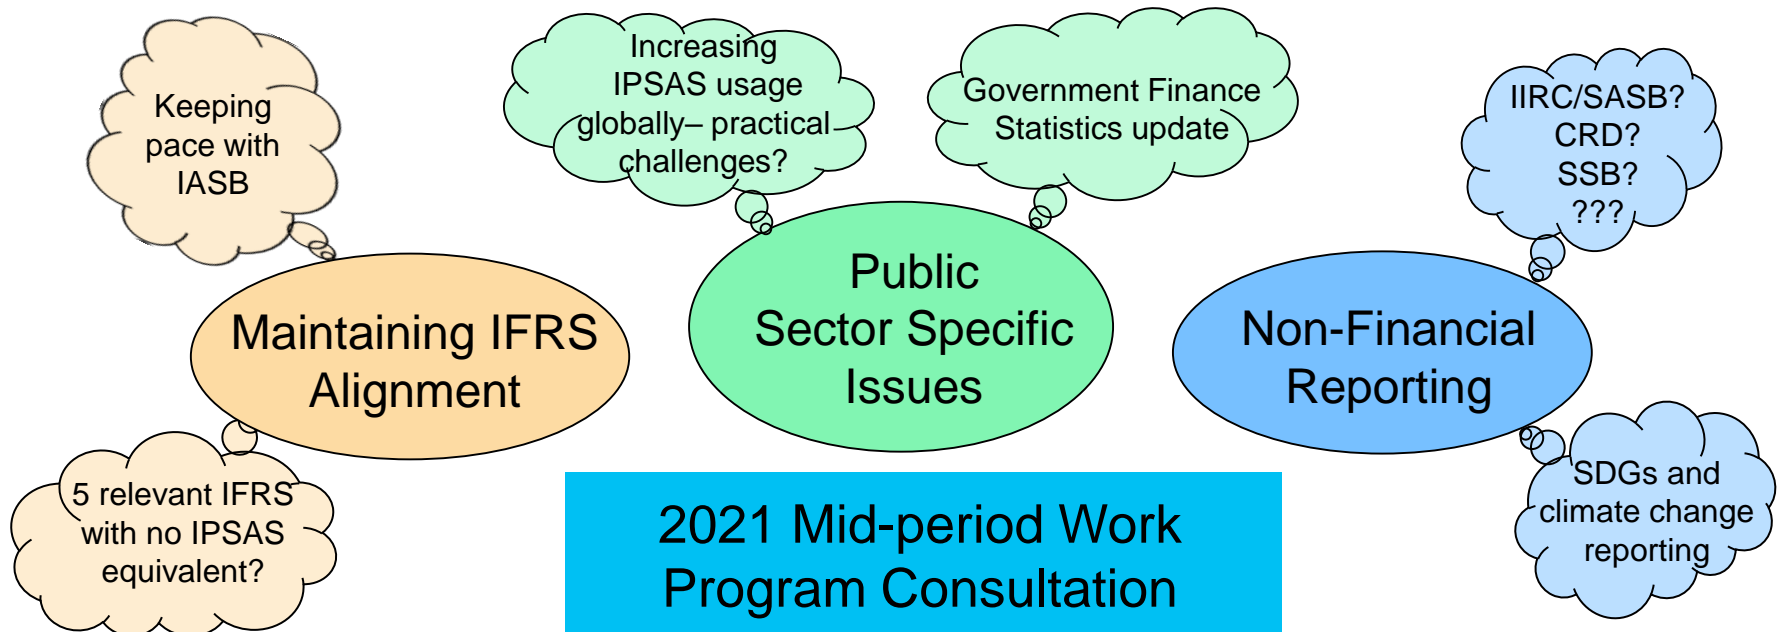 Keeping
pace with
IASB
Increasing
IPSAS usage
globally– practical
challenges?
Government Finance
Statistics update
IIRC/SASB?
CRD?
SSB?
???
Maintaining IFRS
Alignment
Public
Sector Specific
Issues
Non-Financial
Reporting
5 relevant IFRS
with no IPSAS
equivalent?
2021 Mid-period Work
Program Consultation
SDGs and
climate change
reporting